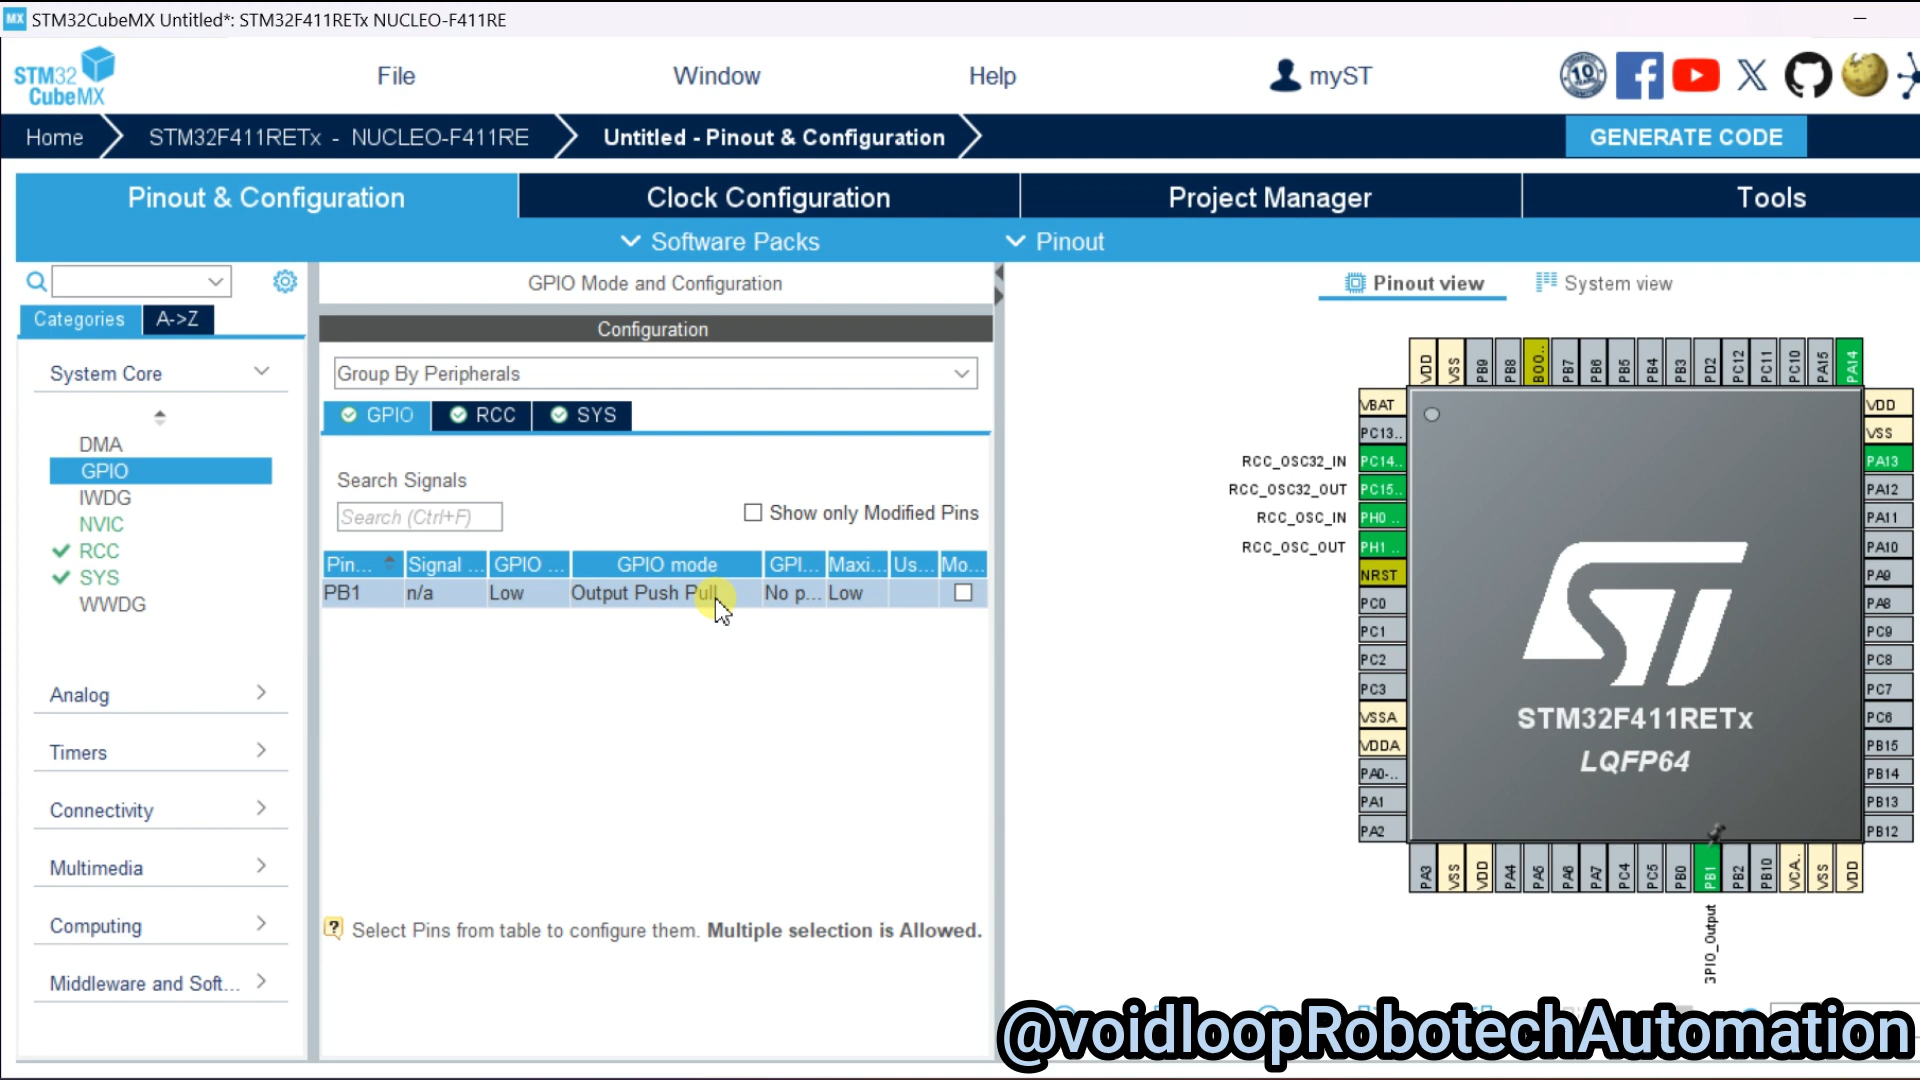 MX STM32CubeMX Untitled*: STM32F411RETx NUCLEO-F411RE
STM32
CubeMX
File
Window
Help
myST
10
Home
STM32F411RETx - NUCLEO-F411RE
Untitled - Pinout & Configuration
GENERATE CODE
Pinout & Configuration
Clock Configuration
Project Manager
Tools
Software Packs
Pinout
Categories
A->Z
System Core
DMA
GPIO
IWDG
NVIC
RCC
SYS
WWDG
Analog
Timers
Connectivity
Multimedia
Computing
Middleware and Soft...
GPIO Mode and Configuration
Configuration
Group By Peripherals
GPIO
RCC
SYS
Search Signals
Search (Ctrl+F)
Show only Modified Pins
Pin... Signal ... GPIO ... GPIO mode GPI... Maxi... Us... Mo...
PB1 n/a Low Output Push Pull No p... Low
Select Pins from table to configure them. Multiple selection is Allowed.
Pinout view
System view
VDD
VSS
PB9
PB8
BOO..
PB7
PB6
PB5
PB4
PB3
PD2
PC12
PC11
PC10
PA15
PA14
VBAT
PC13..
RCC_OSC32_IN PC14..
RCC_OSC32_OUT PC15..
RCC_OSC_IN PH0 ..
RCC_OSC_OUT PH1 ..
NRST
PC0
PC1
PC2
PC3
VSSA
VDDA
PA0-..
PA1
PA2
STM32F411RETx
LQFP64
VDD
VSS
PA13
PA12
PA11
PA10
PA9
PA8
PC9
PC8
PC7
PC6
PB15
PB14
PB13
PB12
PA3
VSS
VDD
PA4
PA5
PA6
PA7
PC4
PC5
PB0
PB1
PB2
PB10
VCA..
VSS
VDD
GPIO_Output
@voidloopRobotechAutomation